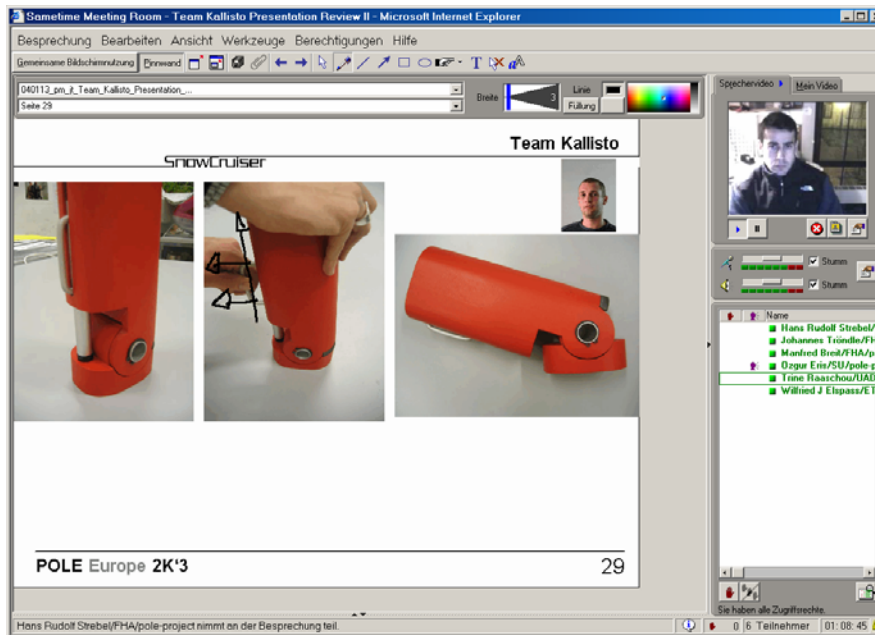 Sametime Meeting Room - Team Kallisto Presentation Review II - Microsoft Internet Explorer
Besprechung Bearbeiten Ansicht Werkzeuge Berechtigungen Hilfe
Gemeinsame Bildschirmnutzung Pinnwand T
040113_pm_jt_Team_Kallisto_Presentation_...
Seite 29
Breite 3 Linie
Füllung
Sprechervideo Mein Video
Team Kallisto
SnowCruiser
Stumm
Stumm
Name
Hans Rudolf Strebel/
Johannes Tröndle/FH
Manfred Breit/FHA/p
Ozgur Eris/SU/pole-p
Trine Raaschou/UAD
Wilfried J Elspass/ET
POLE Europe 2K'3 29
Sie haben alle Zugriffsrechte.
Hans Rudolf Strebel/FHA/pole-project nimmt an der Besprechung teil.
0 6 Teilnehmer 01:08:45